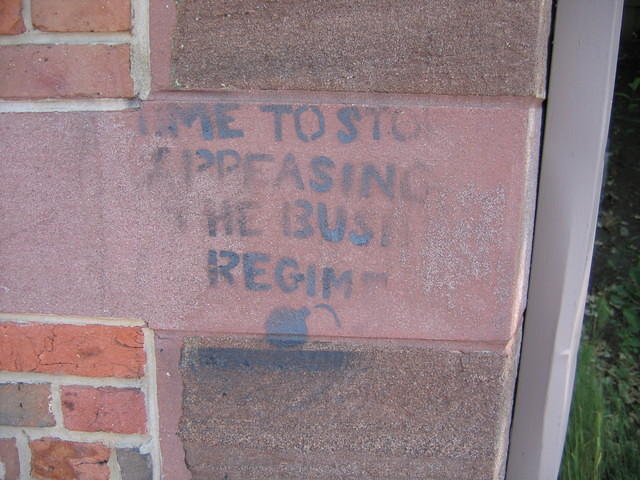 TIME TO STOP
APPEASING
THE BUSH
REGIME